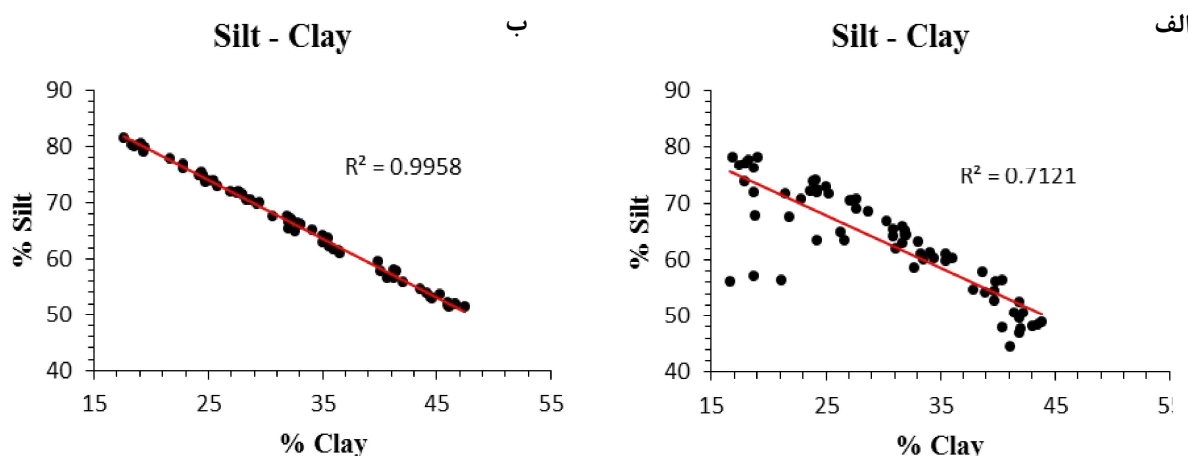 ب
Silt - Clay
90
80
70
60
50
40
% Silt
R² = 0.9958
15 25 35 45 55
% Clay
الف
Silt - Clay
90
80
70
60
50
40
% Silt
R² = 0.7121
15 25 35 45 5
% Clay